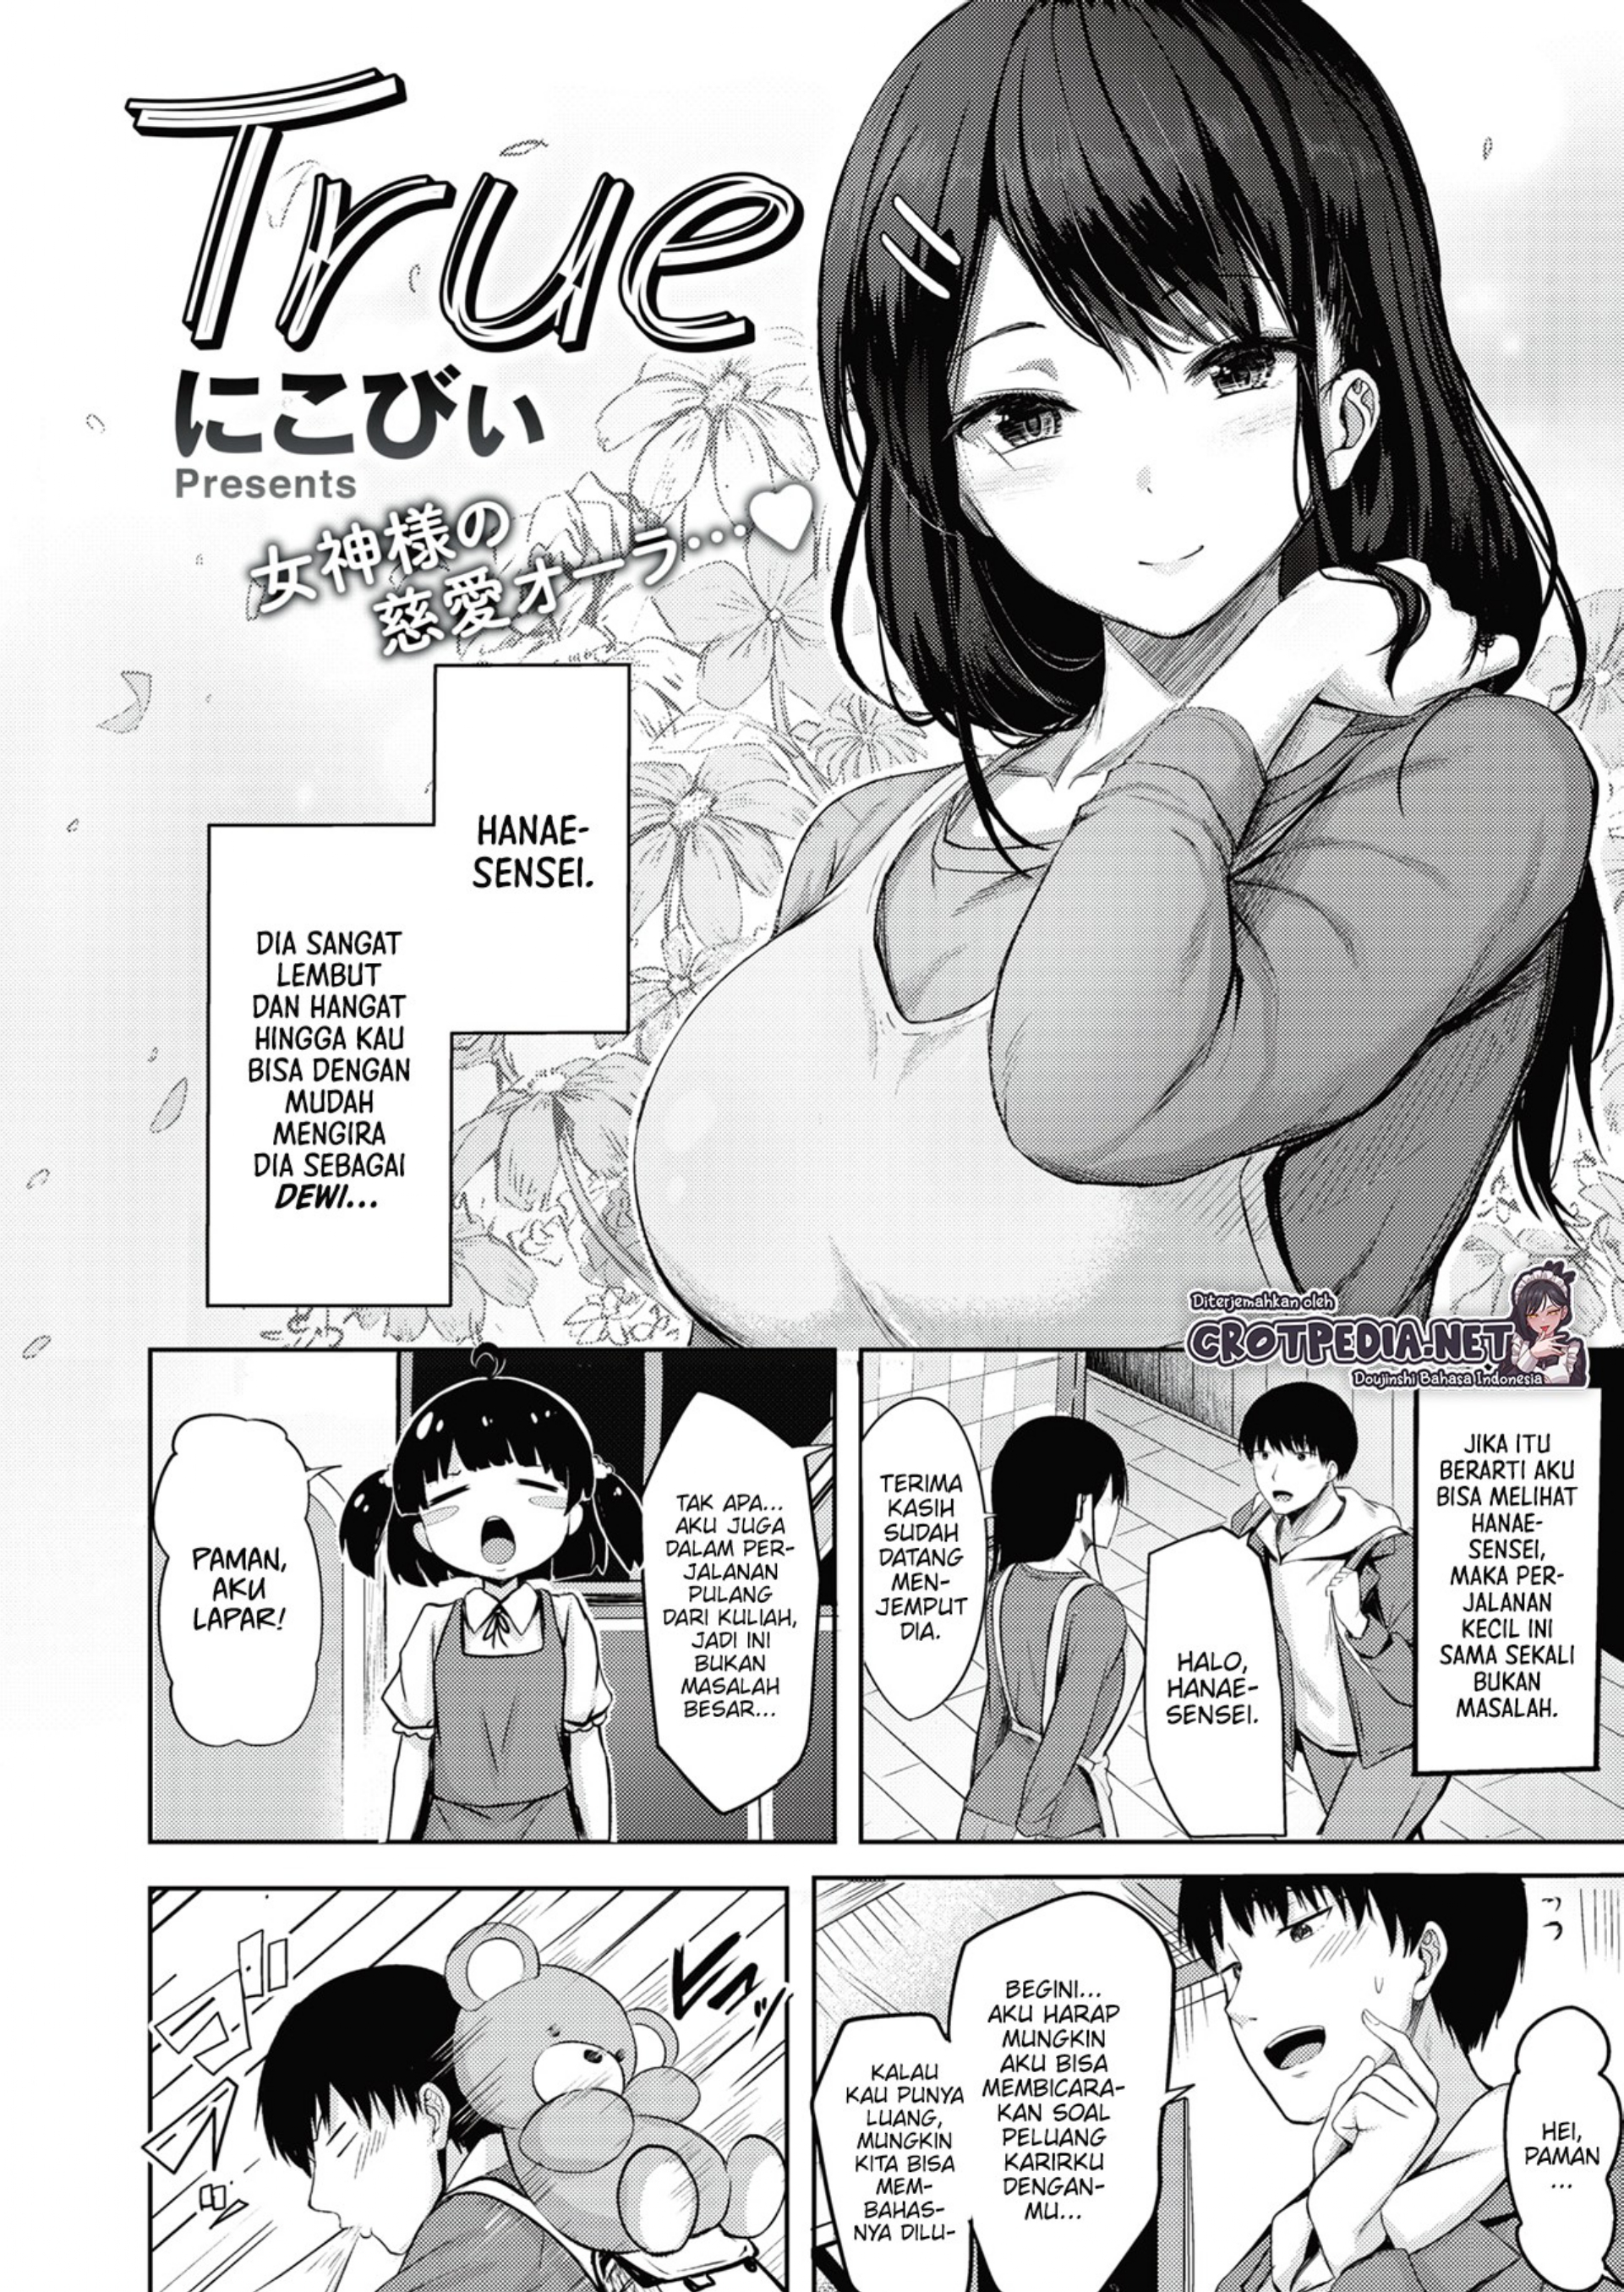 True
にこびぃ
Presents
女神様の
慈愛オーラ…♥
HANAE-
SENSEI.
DIA SANGAT
LEMBUT
DAN HANGAT
HINGGA KAU
BISA DENGAN
MUDAH
MENGIRA
DIA SEBAGAI
DEWI...
Diterjemahkan oleh
CROTPEDIA.NET
Doujinshi Bahasa Indonesia
JIKA ITU
BERARTI AKU
BISA MELIHAT
HANAE-
SENSEI,
MAKA PER-
JALANAN
KECIL INI
SAMA SEKALI
BUKAN
MASALAH.
HALO,
HANAE-
SENSEI.
TERIMA
KASIH
SUDAH
DATANG
MEN-
JEMPUT
DIA.
TAK APA...
AKU JUGA
DALAM PER-
JALANAN
PULANG
DARI KULIAH,
JADI INI
BUKAN
MASALAH
BESAR...
PAMAN,
AKU
LAPAR!
HEI,
PAMAN
...
BEGINI...
AKU HARAP
MUNGKIN
AKU BISA
MEMBICARA-
KAN SOAL
PELUANG
KARIRKU
DENGAN-
MU...
KALAU
KAU PUNYA
LUANG,
MUNGKIN
KITA BISA
MEM-
BAHAS-
NYA DILU-